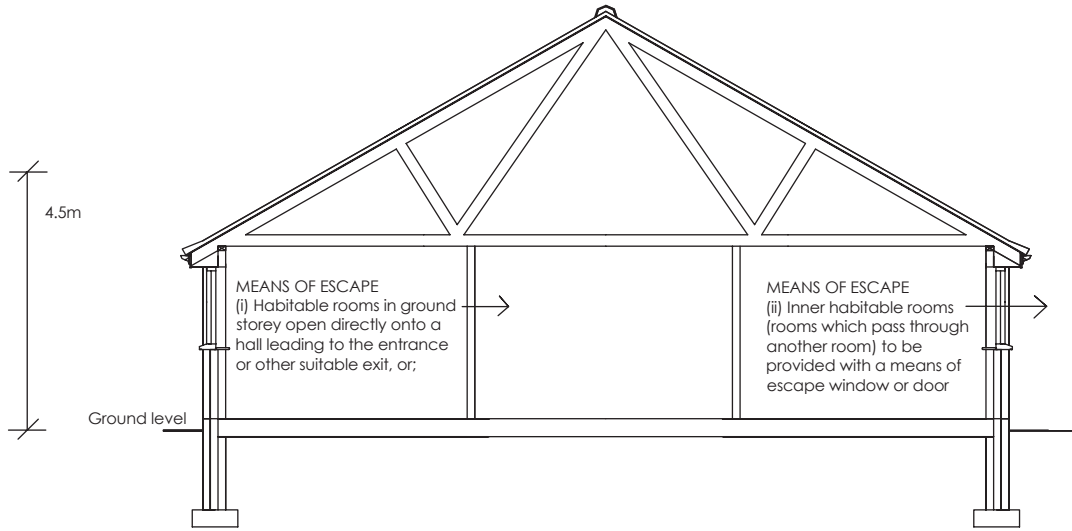 4.5m
MEANS OF ESCAPE
(i) Habitable rooms in ground
storey open directly onto a
hall leading to the entrance
or other suitable exit, or;
MEANS OF ESCAPE
(ii) Inner habitable rooms
(rooms which pass through
another room) to be
provided with a means of
escape window or door
Ground level